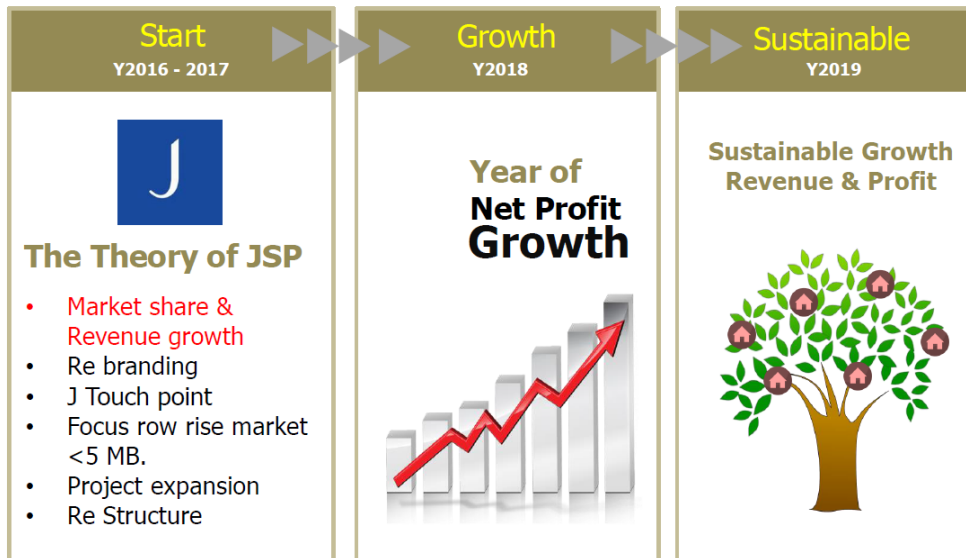 Start
Y2016 - 2017
J
The Theory of JSP
• Market share &
Revenue growth
• Re branding
• J Touch point
• Focus row rise market
<5 MB.
• Project expansion
• Re Structure
Growth
Y2018
Year of
Net Profit
Growth
Sustainable
Y2019
Sustainable Growth
Revenue & Profit